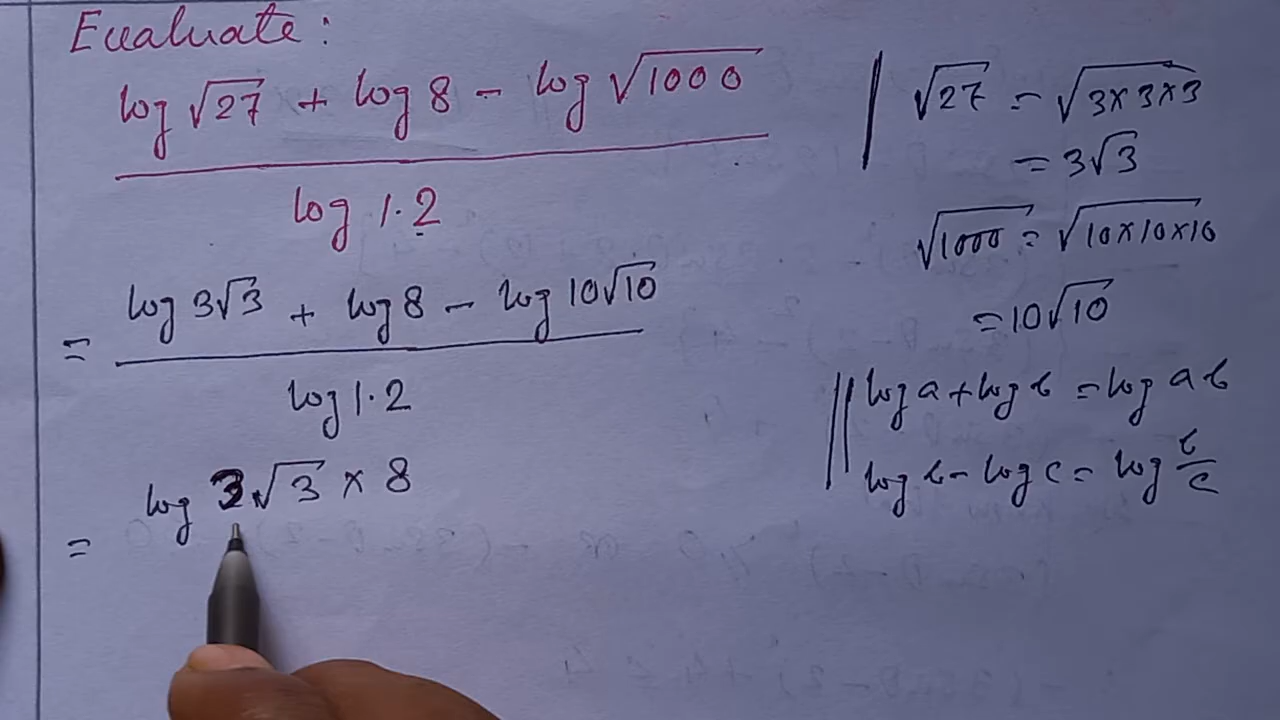 Evaluate:
log √27 + log 8 - log √1000
log 1.2
= log 3√3 + log 8 - log 10√10
log 1.2
= log 3√3 × 8
√27 = √3×3×3
= 3√3
√1000 = √10×10×10
= 10√10
log a + log b = log ab
log b - log c = log b/c